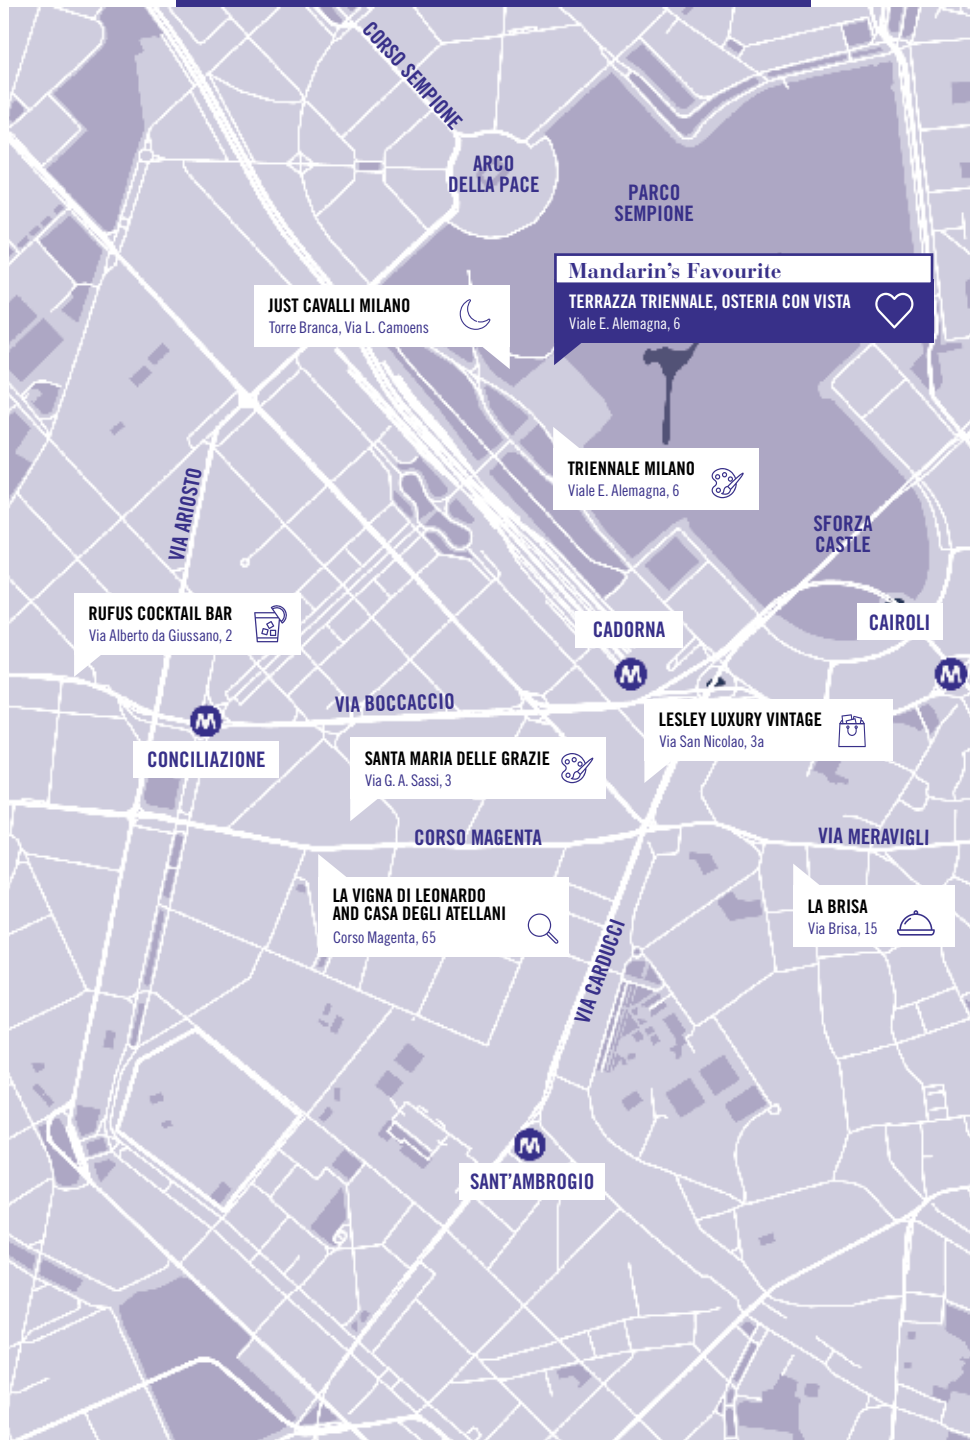 CORSO SEMPIONE
ARCO
DELLA PACE
PARCO
SEMPIONE
Mandarin's Favourite
TERRAZZA TRIENNALE, OSTERIA CON VISTA
Viale E. Alemagna, 6
JUST CAVALLI MILANO
Torre Branca, Via L. Camoens
TRIENNALE MILANO
Viale E. Alemagna, 6
VIA ARIOSTO
SFORZA
CASTLE
RUFUS COCKTAIL BAR
Via Alberto da Giussano, 2
CADORNA
CAIROLI
M
M
VIA BOCCACCIO
M
LESLEY LUXURY VINTAGE
Via San Nicolao, 3a
CONCILIAZIONE
SANTA MARIA DELLE GRAZIE
Via G. A. Sassi, 3
CORSO MAGENTA
VIA MERAVIGLI
LA VIGNA DI LEONARDO
AND CASA DEGLI ATELLANI
Corso Magenta, 65
LA BRISA
Via Brisa, 15
VIA CARDUCCI
M
SANT'AMBROGIO